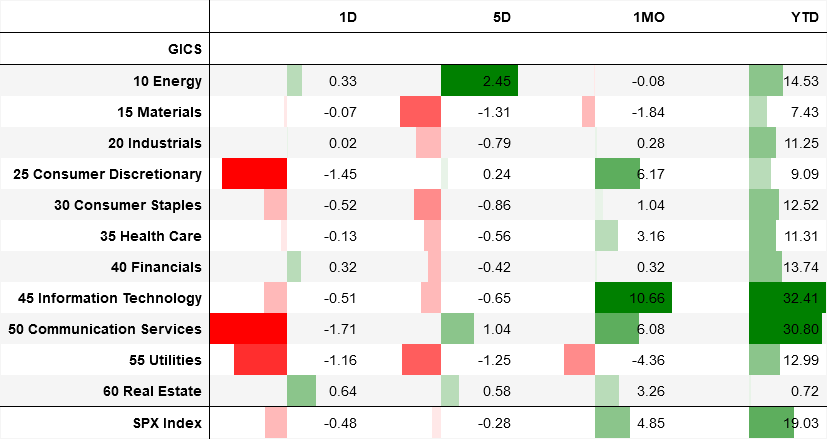 1D 5D 1MO YTD
GICS
10 Energy 0.33 2.45 -0.08 14.53
15 Materials -0.07 -1.31 -1.84 7.43
20 Industrials 0.02 -0.79 0.28 11.25
25 Consumer Discretionary -1.45 0.24 6.17 9.09
30 Consumer Staples -0.52 -0.86 1.04 12.52
35 Health Care -0.13 -0.56 3.16 11.31
40 Financials 0.32 -0.42 0.32 13.74
45 Information Technology -0.51 -0.65 10.66 32.41
50 Communication Services -1.71 1.04 6.08 30.80
55 Utilities -1.16 -1.25 -4.36 12.99
60 Real Estate 0.64 0.58 3.26 0.72
SPX Index -0.48 -0.28 4.85 19.03